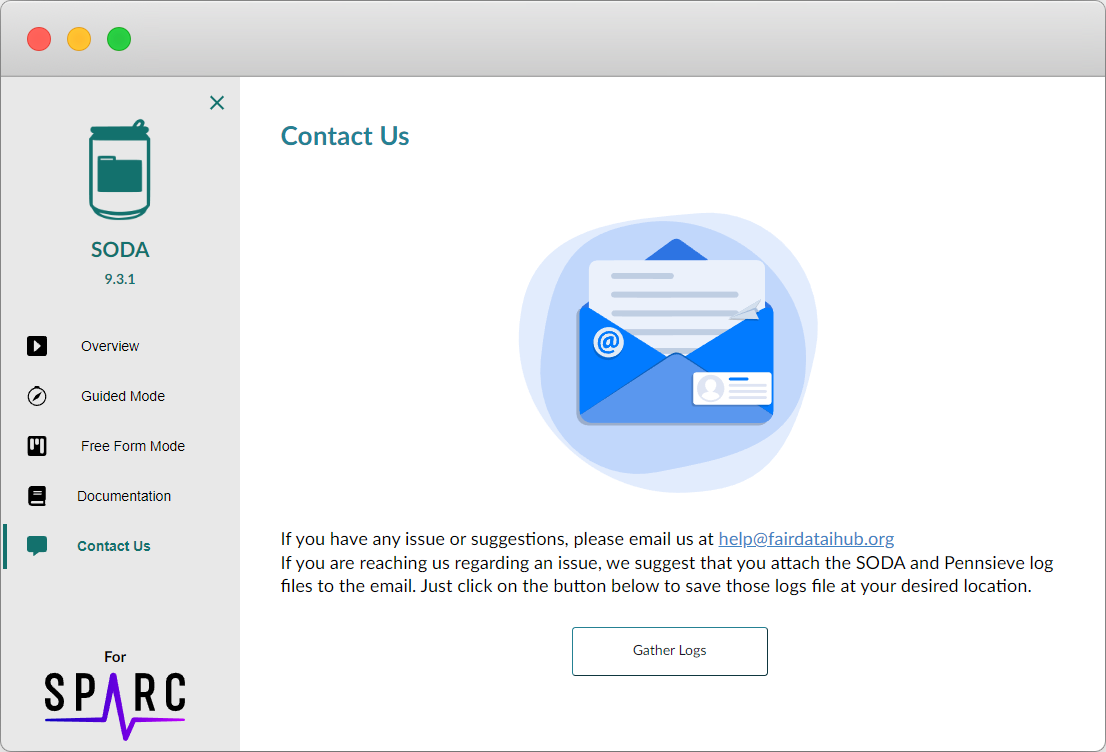 SODA
9.3.1
Overview
Guided Mode
Free Form Mode
Documentation
Contact Us
For
SPARC
Contact Us
@
If you have any issue or suggestions, please email us at help@fairdataihub.org
If you are reaching us regarding an issue, we suggest that you attach the SODA and Pennsieve log
files to the email. Just click on the button below to save those logs file at your desired location.
Gather Logs